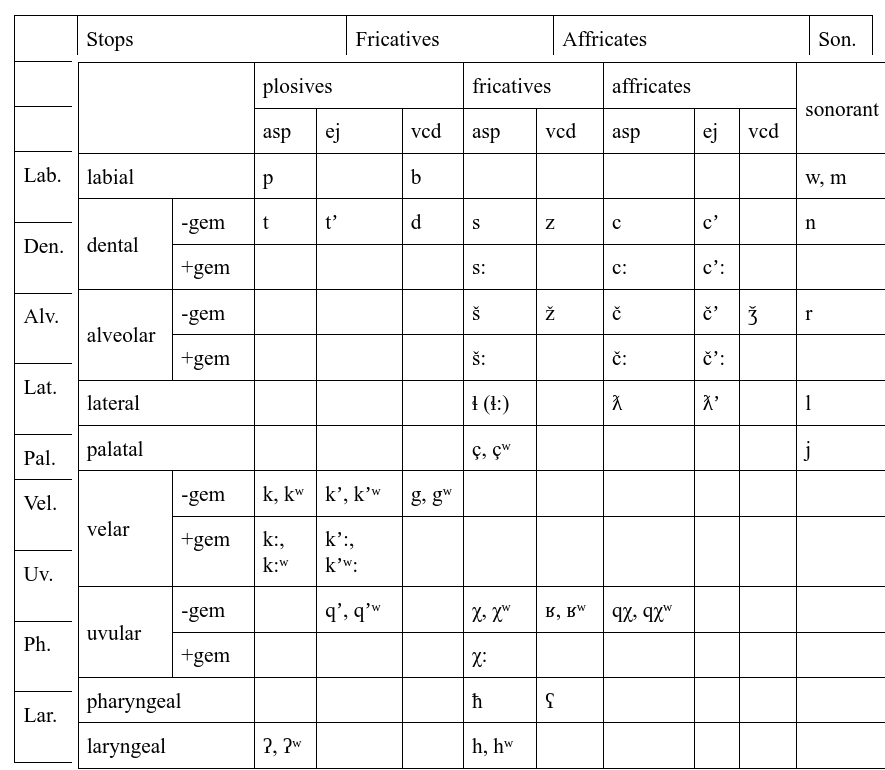 Stops Fricatives Affricates Son.
plosives fricatives affricates sonorant
asp ej vcd asp vcd asp ej vcd
Lab. labial p b w, m
Den. dental -gem t t’ d s z c c’ n
+gem s: c: c’:
Alv. alveolar -gem š ž č č’ ǯ r
+gem š: č: č’:
Lat. lateral ɬ (ɬ:) ƛ ƛ’ l
Pal. palatal ç, çʷ j
Vel. velar -gem k, kʷ k’, k’ʷ g, gʷ
+gem k:, k’:,
k:ʷ k’ʷ:
Uv. uvular -gem q’, q’ʷ χ, χʷ ʁ, ʁʷ qχ, qχʷ
+gem χ:
Ph. pharyngeal ħ ʕ
Lar. laryngeal ʔ, ʔʷ h, hʷ